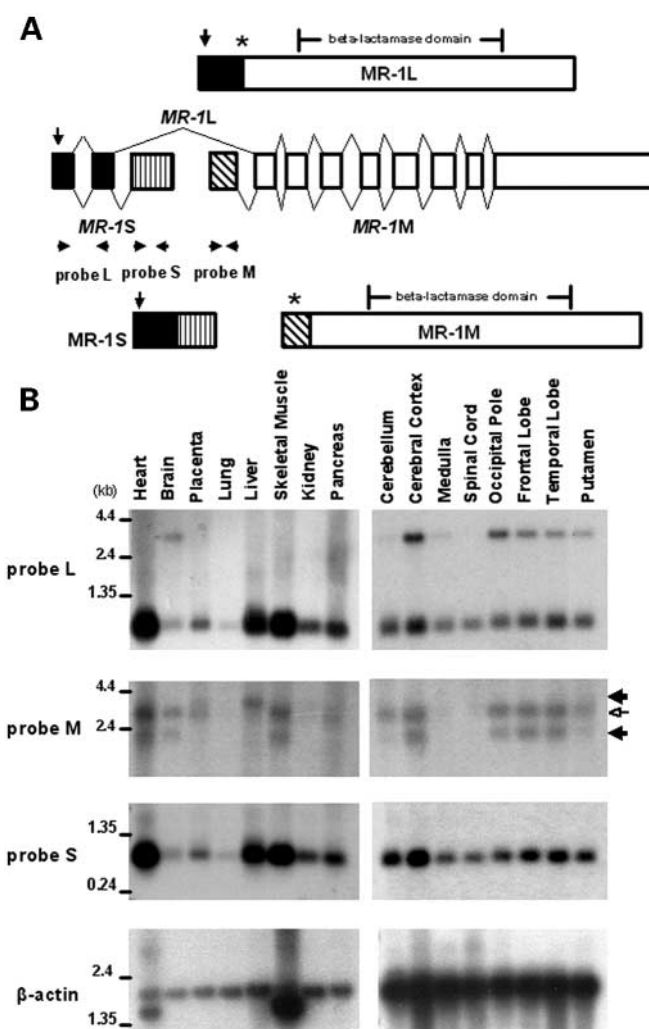 A
*
beta-lactamase domain
MR-1L
MR-1L
MR-1S
MR-1M
probe L
probe S
probe M
*
beta-lactamase domain
MR-1S
MR-1M
B
Heart
Brain
Placenta
Lung
Liver
Skeletal Muscle
Kidney
Pancreas
Cerebellum
Cerebral Cortex
Medulla
Spinal Cord
Occipital Pole
Frontal Lobe
Temporal Lobe
Putamen
(kb)
4.4
2.4
1.35
probe L
4.4
2.4
probe M
1.35
0.24
probe S
2.4
1.35
β-actin